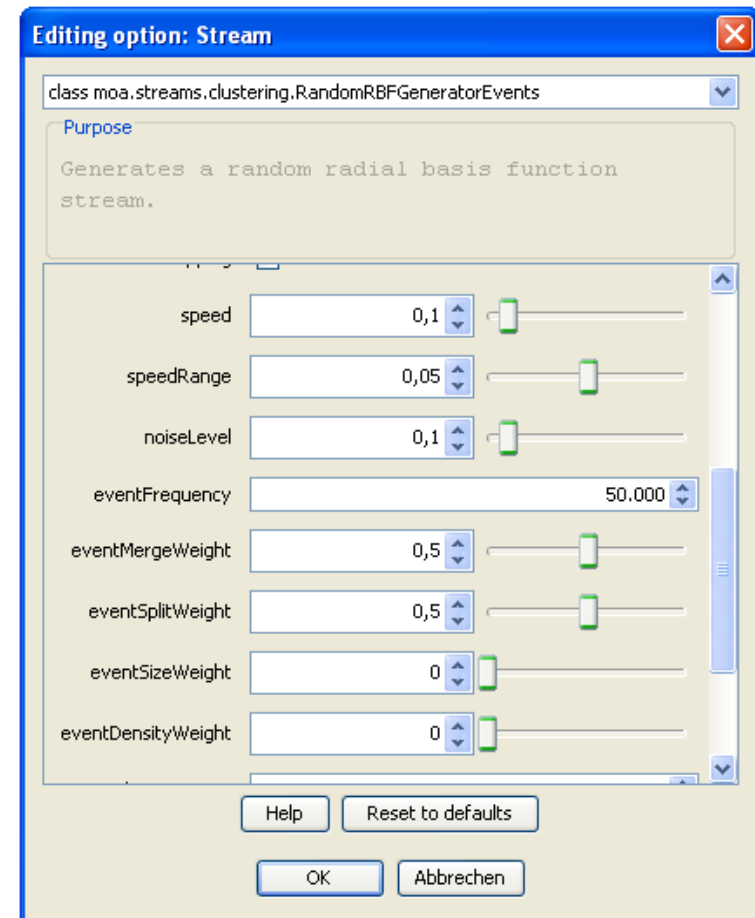 Editing option: Stream
class moa.streams.clustering.RandomRBFGeneratorEvents
Purpose
Generates a random radial basis function
stream.
speed 0,1
speedRange 0,05
noiseLevel 0,1
eventFrequency 50.000
eventMergeWeight 0,5
eventSplitWeight 0,5
eventSizeWeight 0
eventDensityWeight 0
Help Reset to defaults
OK Abbrechen